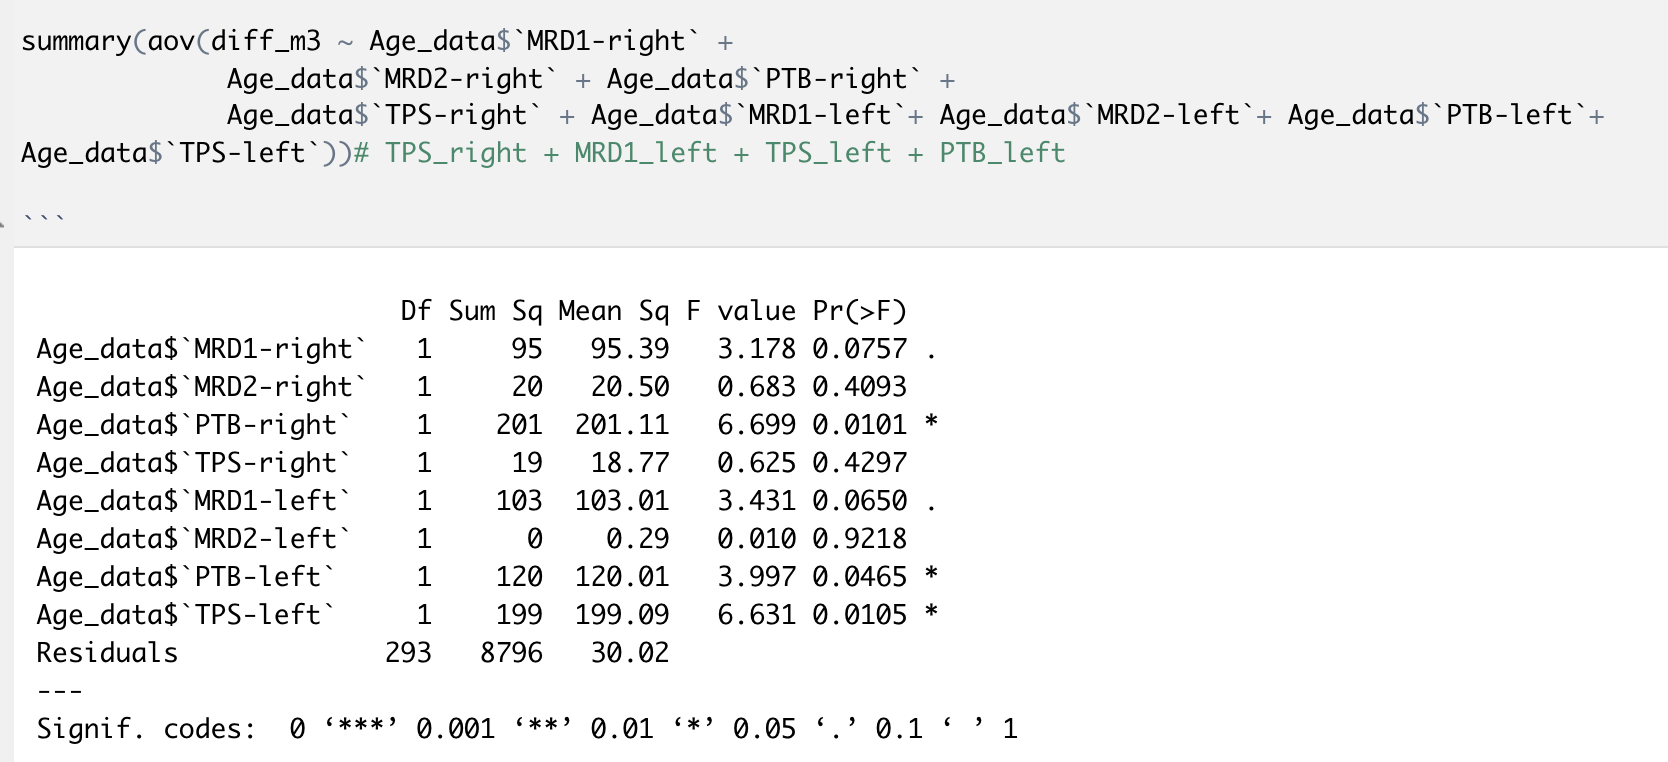 summary(aov(diff_m3 ~ Age_data$`MRD1-right` +
Age_data$`MRD2-right` + Age_data$`PTB-right` +
Age_data$`TPS-right` + Age_data$`MRD1-left`+ Age_data$`MRD2-left`+ Age_data$`PTB-left`+
Age_data$`TPS-left`))# TPS_right + MRD1_left + TPS_left + PTB_left
```
Df Sum Sq Mean Sq F value Pr(>F)
Age_data$`MRD1-right` 1 95 95.39 3.178 0.0757 .
Age_data$`MRD2-right` 1 20 20.50 0.683 0.4093
Age_data$`PTB-right` 1 201 201.11 6.699 0.0101 *
Age_data$`TPS-right` 1 19 18.77 0.625 0.4297
Age_data$`MRD1-left` 1 103 103.01 3.431 0.0650 .
Age_data$`MRD2-left` 1 0 0.29 0.010 0.9218
Age_data$`PTB-left` 1 120 120.01 3.997 0.0465 *
Age_data$`TPS-left` 1 199 199.09 6.631 0.0105 *
Residuals 293 8796 30.02
---
Signif. codes: 0 ‘***’ 0.001 ‘**’ 0.01 ‘*’ 0.05 ‘.’ 0.1 ‘ ’ 1